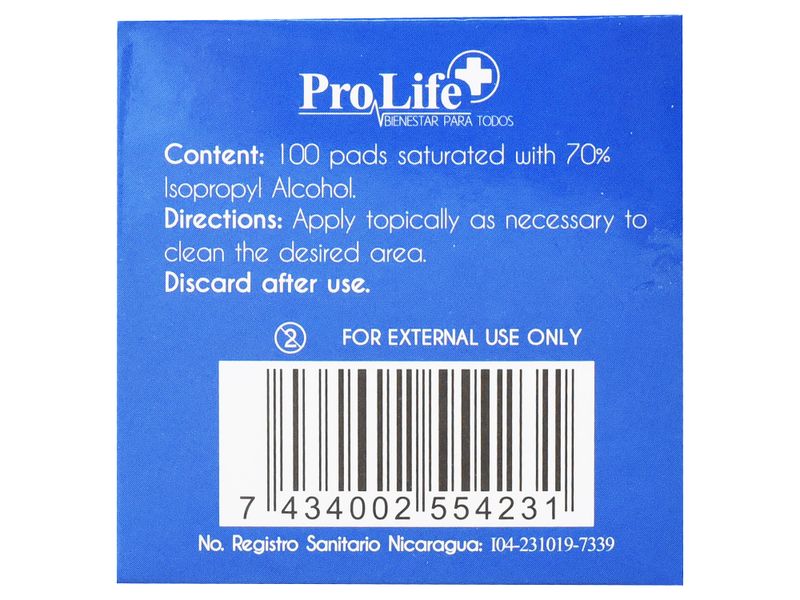 ProLife
BIENESTAR PARA TODOS
Content: 100 pads saturated with 70%
Isopropyl Alcohol.
Directions: Apply topically as necessary to
clean the desired area.
Discard after use.
2 FOR EXTERNAL USE ONLY
7 434002 554231
No. Registro Sanitario Nicaragua: I04-231019-7339